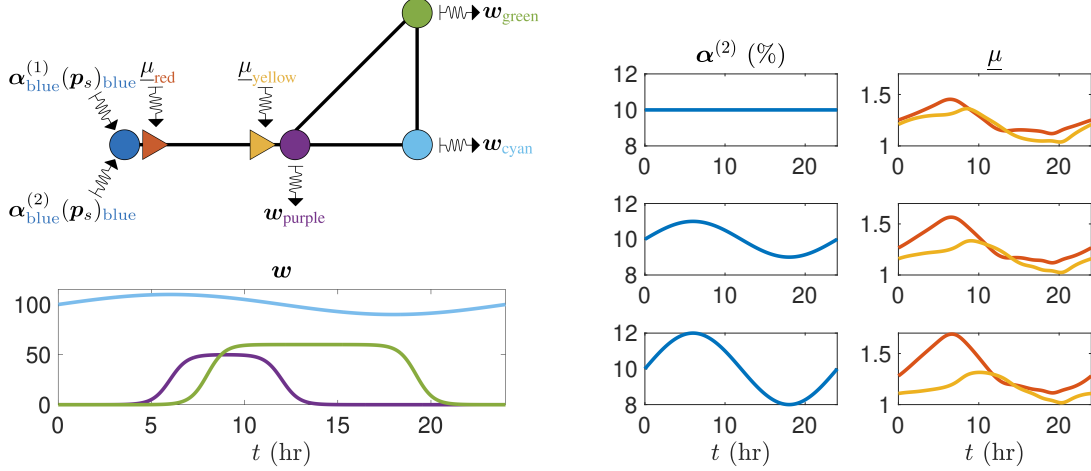 w_green
α^(1)_blue(p_s)_blue
μ_red
μ_yellow
w_cyan
α^(2)_blue(p_s)_blue
w_purple
w
100
50
0
0 5 10 15 20
t (hr)
α^(2) (%)
μ
12
10
8
0 10 20
1.5
1
0 10 20
12
10
8
0 10 20
1.5
1
0 10 20
12
10
8
0 10 20
t (hr)
1.5
1
0 10 20
t (hr)